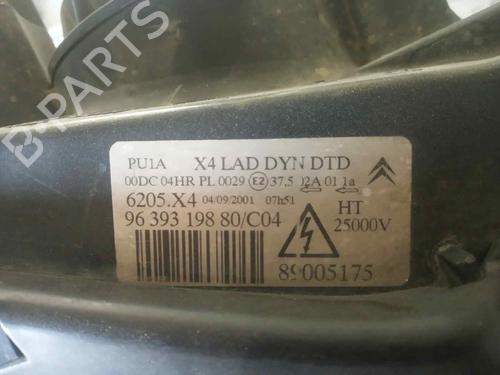 PU1A X4 LAD DYN DTD
00DC 04HR PL 0029 E2 37,5 02A 01 1a
6205.X4 04/09/2001 07h51
96 393 198 80/C04
HT
25000V
89005175
B-PARTS